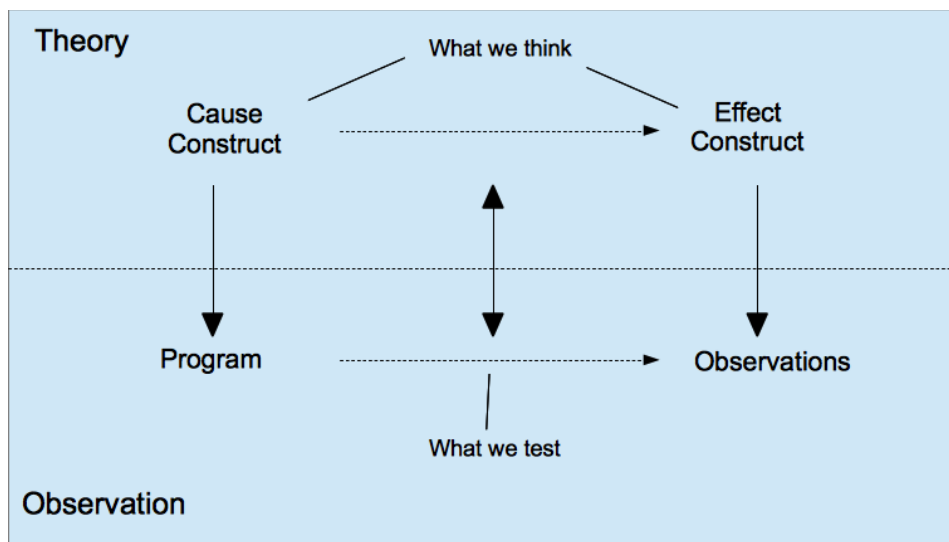 Theory
What we think
Cause
Construct
Effect
Construct
Program
Observations
What we test
Observation